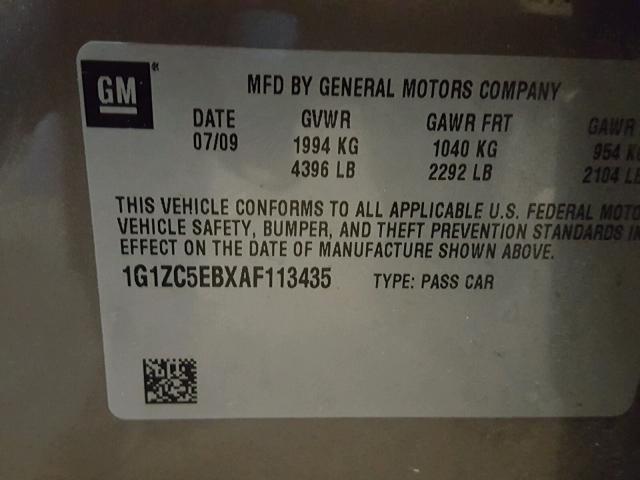 GM
MFD BY GENERAL MOTORS COMPANY
DATE GVWR GAWR FRT GAWR
07/09 1994 KG 1040 KG 954
4396 LB 2292 LB 2104
THIS VEHICLE CONFORMS TO ALL APPLICABLE U.S. FEDERAL
VEHICLE SAFETY, BUMPER, AND THEFT PREVENTION STANDARDS
EFFECT ON THE DATE OF MANUFACTURE SHOWN ABOVE.
1G1ZC5EBXAF113435 TYPE: PASS CAR